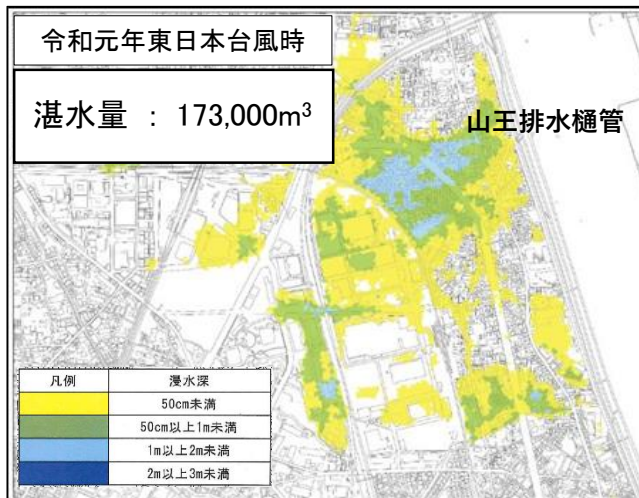 令和元年東日本台風時
湛水量 : 173,000m³
山王排水樋管
凡例 浸水深
50cm未満
50cm以上1m未満
1m以上2m未満
2m以上3m未満